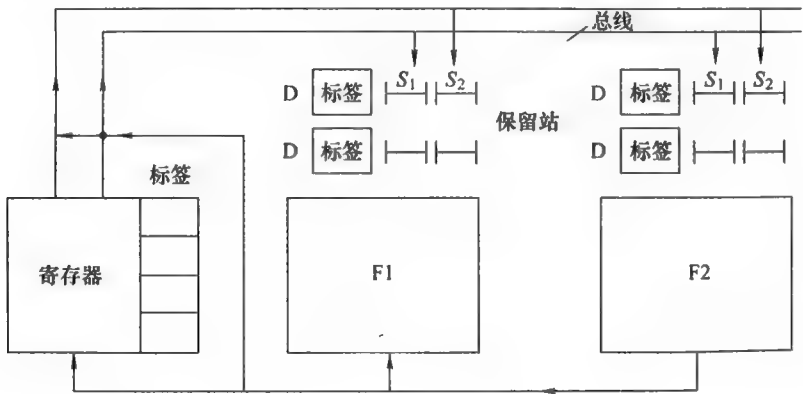 总线
S₁ S₂ S₁ S₂
D 标签 D 标签
保留站
D 标签 D 标签
标签
寄存器 F1 F2